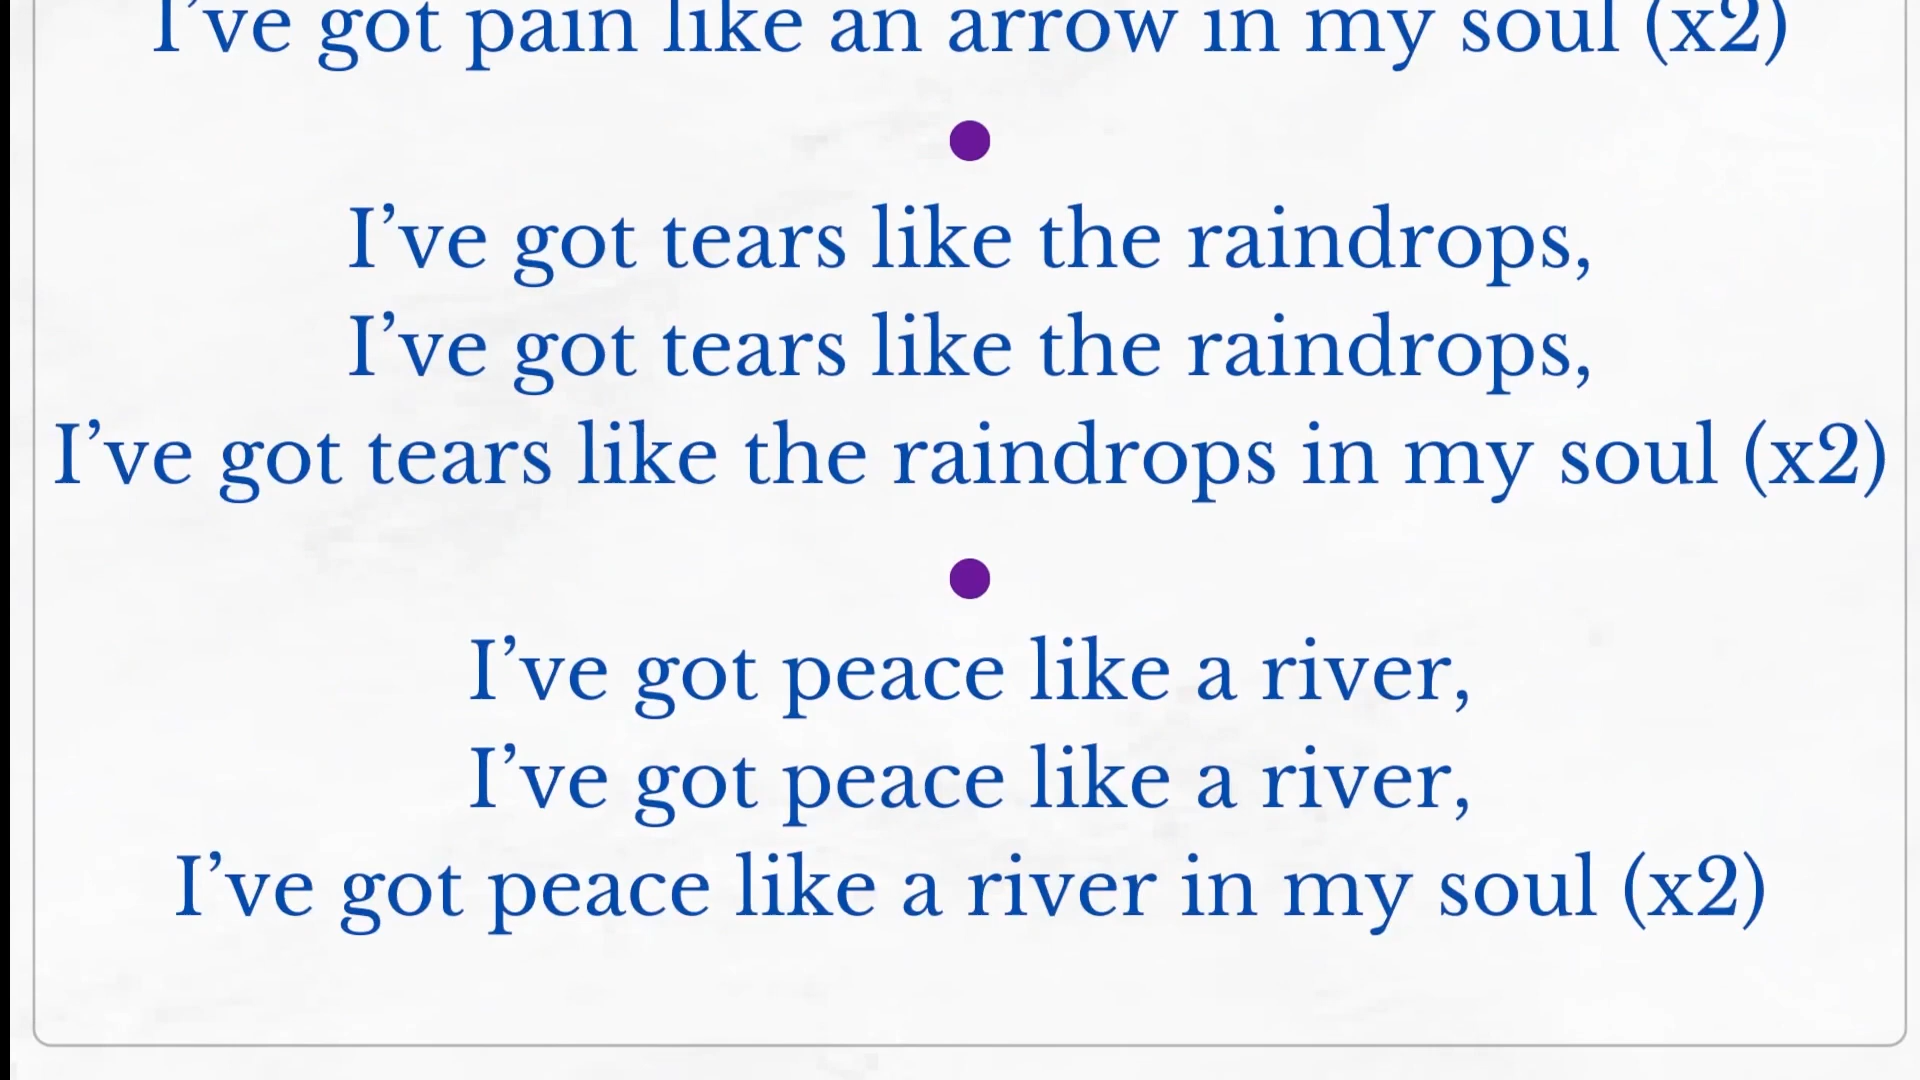 I’ve got pain like an arrow in my soul (x2)
I’ve got tears like the raindrops,
I’ve got tears like the raindrops,
I’ve got tears like the raindrops in my soul (x2)
I’ve got peace like a river,
I’ve got peace like a river,
I’ve got peace like a river in my soul (x2)